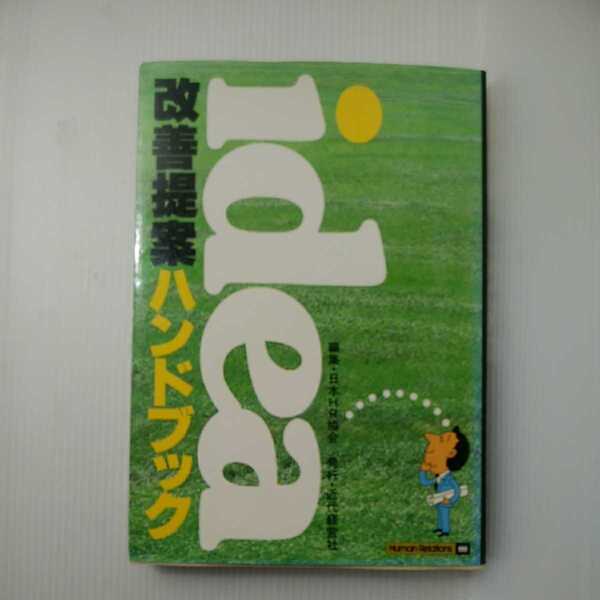 idea
改善提案ハンドブック
編集・日本HR協会 発行・近代経営社
Human Relations